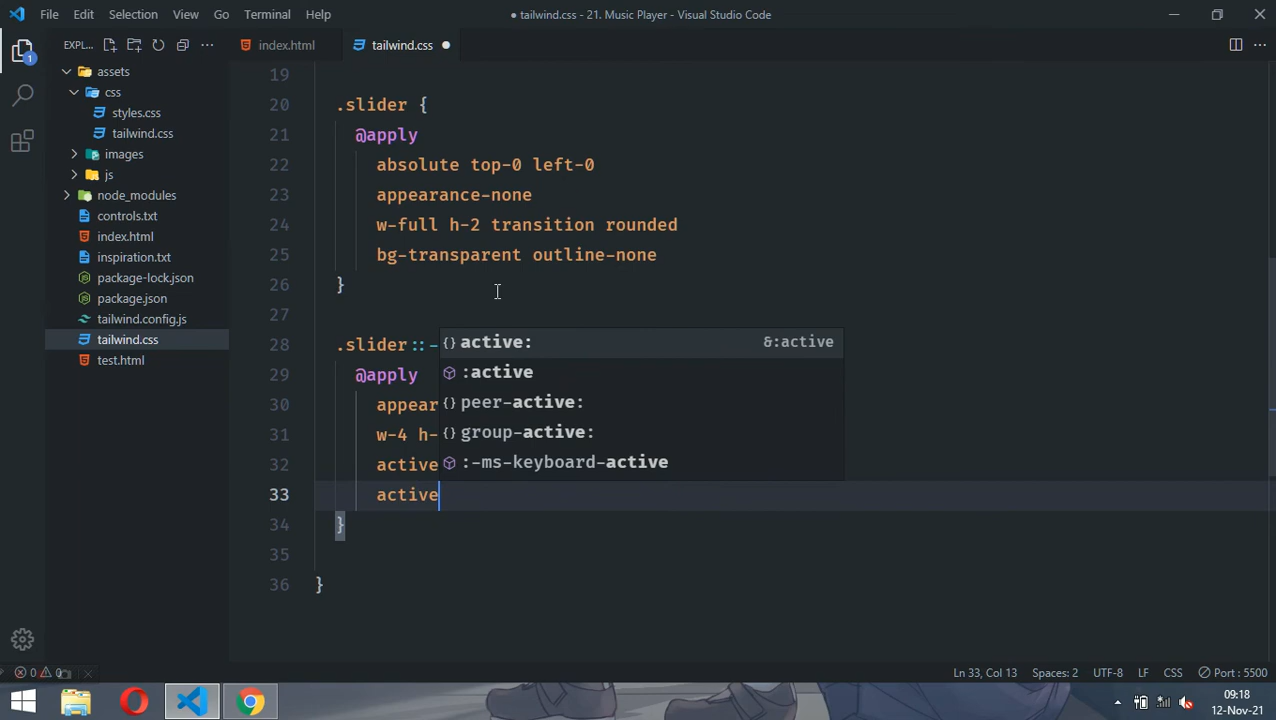 File Edit Selection View Go Terminal Help
● tailwind.css - 21. Music Player - Visual Studio Code
EXPL...
index.html
tailwind.css
assets
css
styles.css
tailwind.css
images
js
node_modules
controls.txt
index.html
inspiration.txt
package-lock.json
package.json
tailwind.config.js
tailwind.css
test.html
1
19
20 .slider {
21 @apply
22 absolute top-0 left-0
23 appearance-none
24 w-full h-2 transition rounded
25 bg-transparent outline-none
26 }
27
28 .slider::-
29 @apply
30 appear
31 w-4 h-
32 active
33 active
34 }
35
36 }
active: &:active
:active
peer-active:
group-active:
:-ms-keyboard-active
0 0
Ln 33, Col 13 Spaces: 2 UTF-8 LF CSS Port : 5500
09:18
12-Nov-21